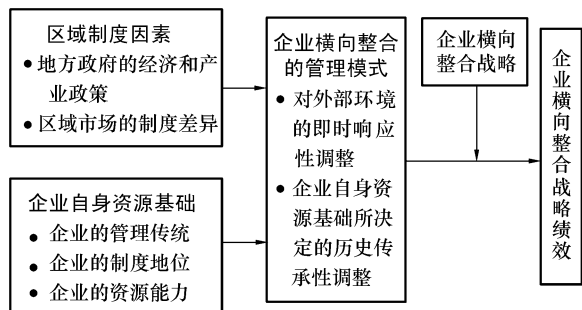 区域制度因素
● 地方政府的经济和产
业政策
● 区域市场的制度差异
企业自身资源基础
● 企业的管理传统
● 企业的制度地位
● 企业的资源能力
企业横向整合
的管理模式
● 对外部环境
的即时响应
性调整
● 企业自身资
源基础所决
定的历史传
承性调整
企业横向
整合战略
企业横向整合战略绩效